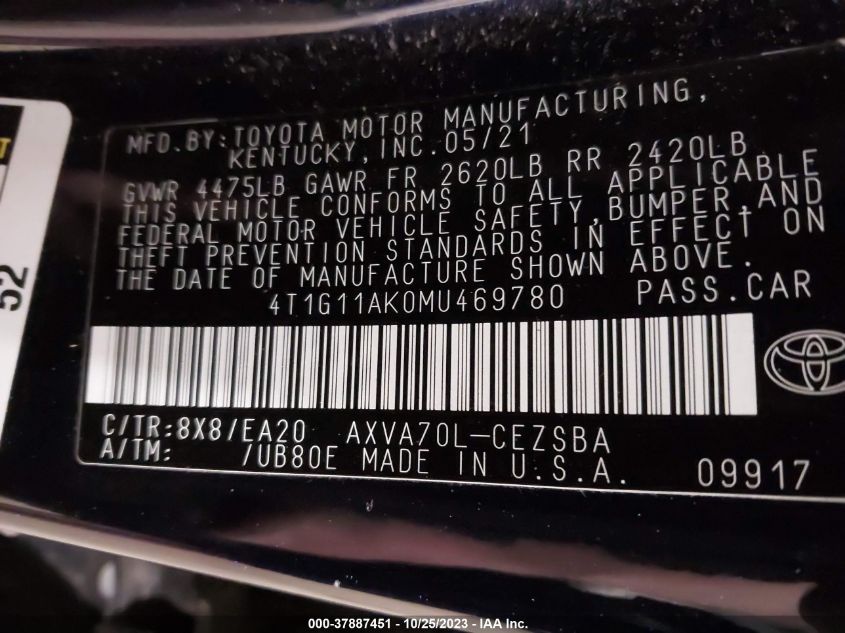 MFD.BY:TOYOTA MOTOR MANUFACTURING,
KENTUCKY,INC.05/21
GVWR 4475LB GAWR FR 2620LB RR 2420LB
THIS VEHICLE CONFORMS TO ALL APPLICABLE
FEDERAL MOTOR VEHICLE SAFETY,BUMPER,AND
THEFT PREVENTION STANDARDS IN EFFECT ON
THE DATE OF MANUFACTURE SHOWN ABOVE.
4T1G11AK0MU469780 PASS.CAR
C/TR:8X8/EA20 AXVA70L-CEZSBA
A/TM: /UB80E MADE IN U.S.A. 09917
52
000-37887451 - 10/25/2023 - IAA Inc.